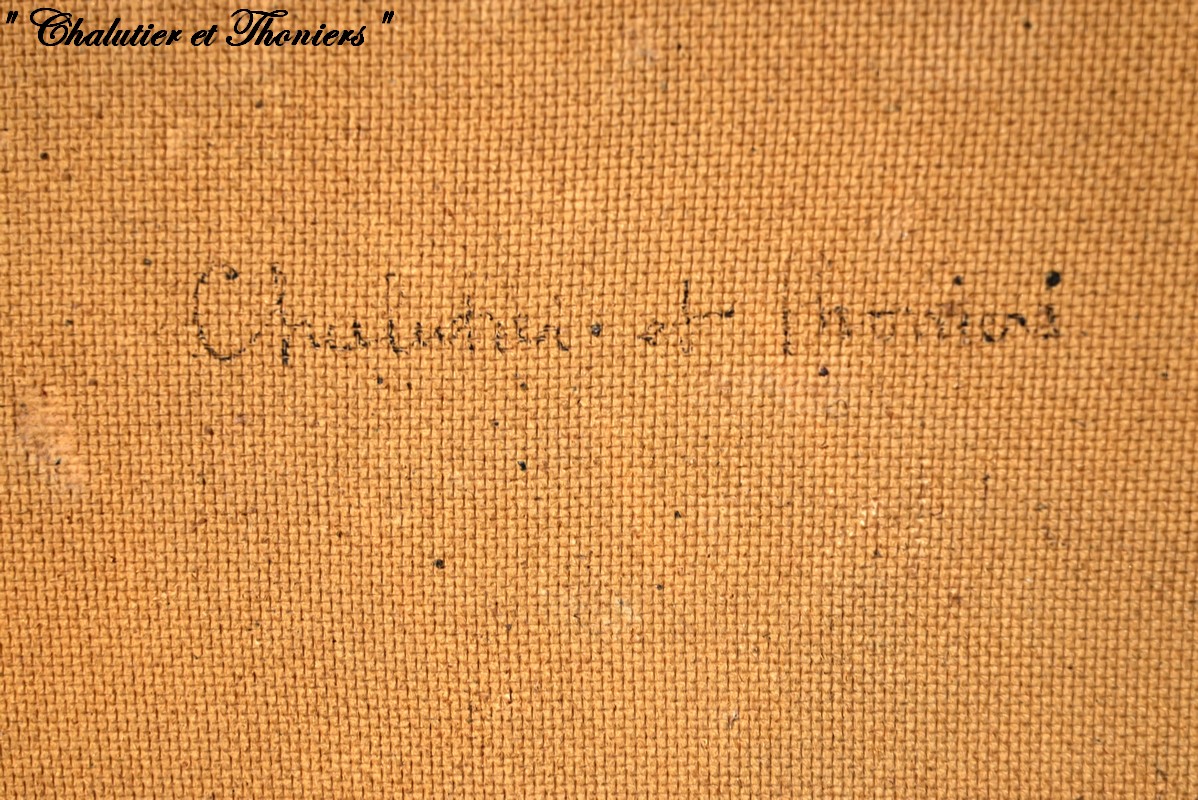 " Chalutier et Thoniers "
Chalutier et Thoniers